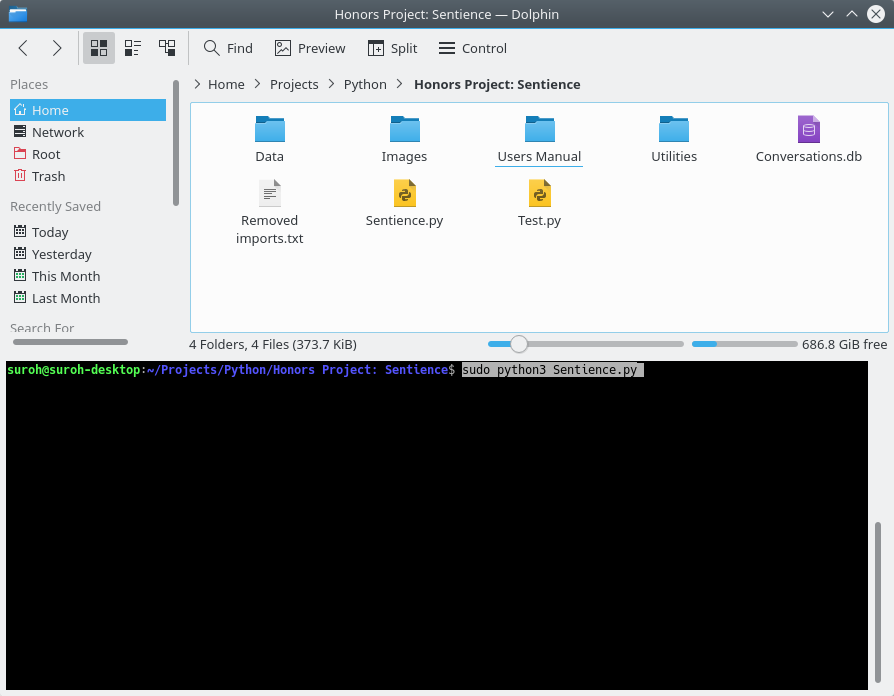 Honors Project: Sentience — Dolphin
Find Preview Split Control
Places
Home
Network
Root
Trash
Recently Saved
Today
Yesterday
This Month
Last Month
Search For
Home Projects Python Honors Project: Sentience
Data Images Users Manual Utilities Conversations.db
Removed imports.txt Sentience.py Test.py
4 Folders, 4 Files (373.7 KiB) 686.8 GiB free
suroh@suroh-desktop:~/Projects/Python/Honors Project: Sentience$ sudo python3 Sentience.py